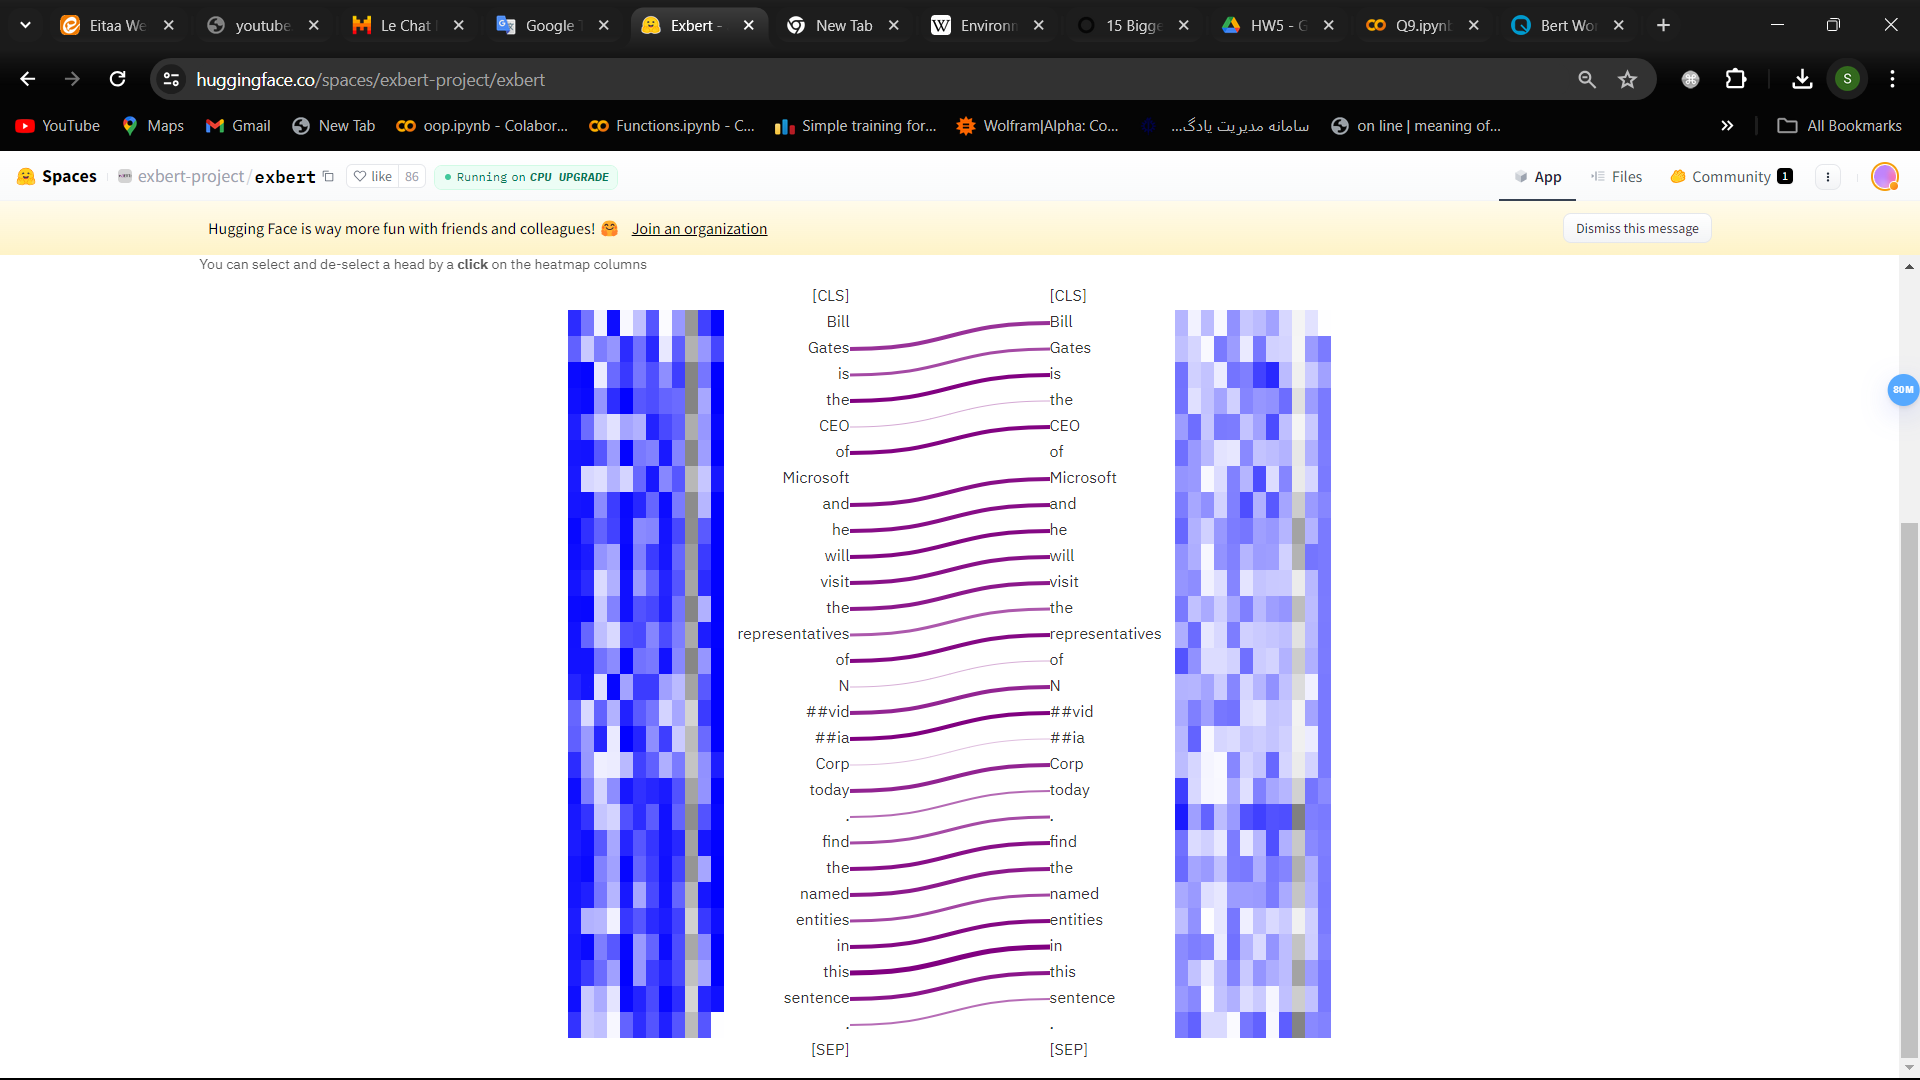 Eitaa We
youtube
Le Chat
Google T
Exbert -
New Tab
Environ
15 Bigge
HW5 - G
Q9.ipynb
Bert Wo
huggingface.co/spaces/exbert-project/exbert
S
YouTube
Maps
Gmail
New Tab
oop.ipynb - Colabor...
Functions.ipynb - C...
Simple training for...
Wolfram|Alpha: Co...
سامانه مدیریت یادگ...
on line | meaning of...
All Bookmarks
Spaces
exbert-project/exbert
like 86
Running on CPU UPGRADE
App
Files
Community 1
Hugging Face is way more fun with friends and colleagues! 🤗 Join an organization
Dismiss this message
You can select and de-select a head by a click on the heatmap columns
80M
[CLS] [CLS]
Bill Bill
Gates Gates
is is
the the
CEO CEO
of of
Microsoft Microsoft
and and
he he
will will
visit visit
the the
representatives representatives
of of
N N
##vid ##vid
##ia ##ia
Corp Corp
today today
. .
find find
the the
named named
entities entities
in in
this this
sentence sentence
. .
[SEP] [SEP]